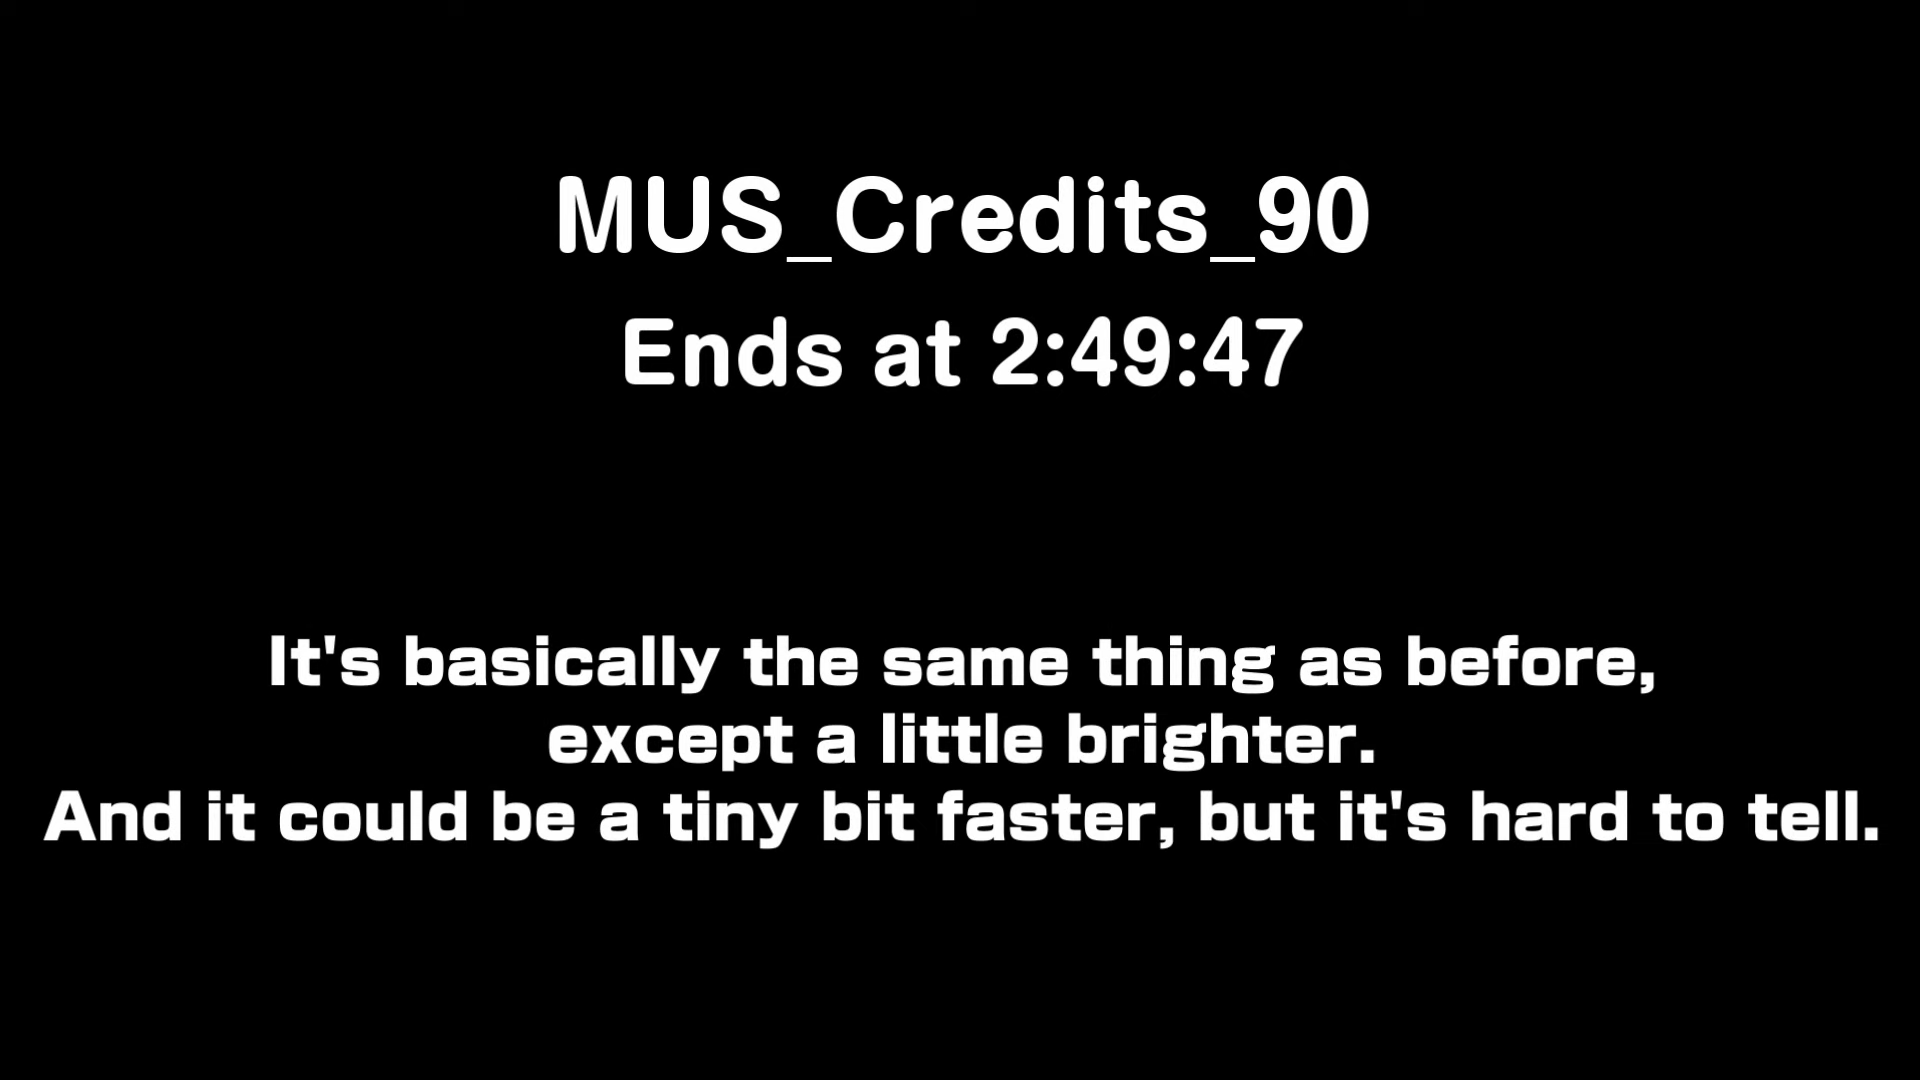 MUS_Credits_90
Ends at 2:49:47
It's basically the same thing as before,
except a little brighter.
And it could be a tiny bit faster, but it's hard to tell.